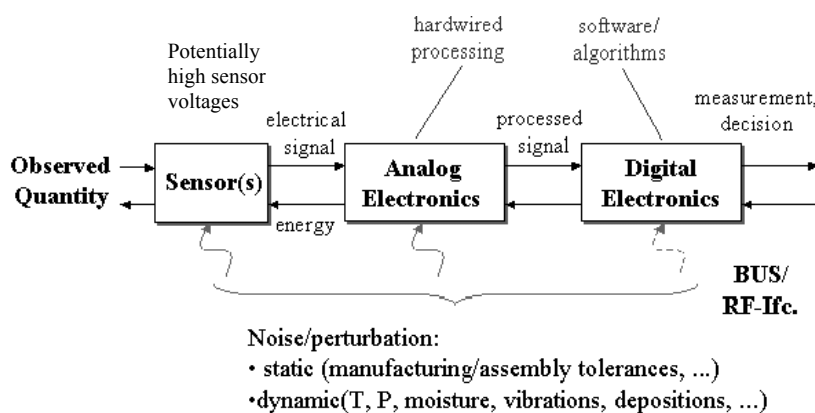 Potentially
high sensor
voltages
hardwired
processing
software/
algorithms
electrical
signal
processed
signal
measurement,
decision
Observed
Quantity
Sensor(s)
Analog
Electronics
Digital
Electronics
energy
BUS/
RF-Ifc.
Noise/perturbation:
• static (manufacturing/assembly tolerances, ...)
•dynamic(T, P, moisture, vibrations, depositions, ...)